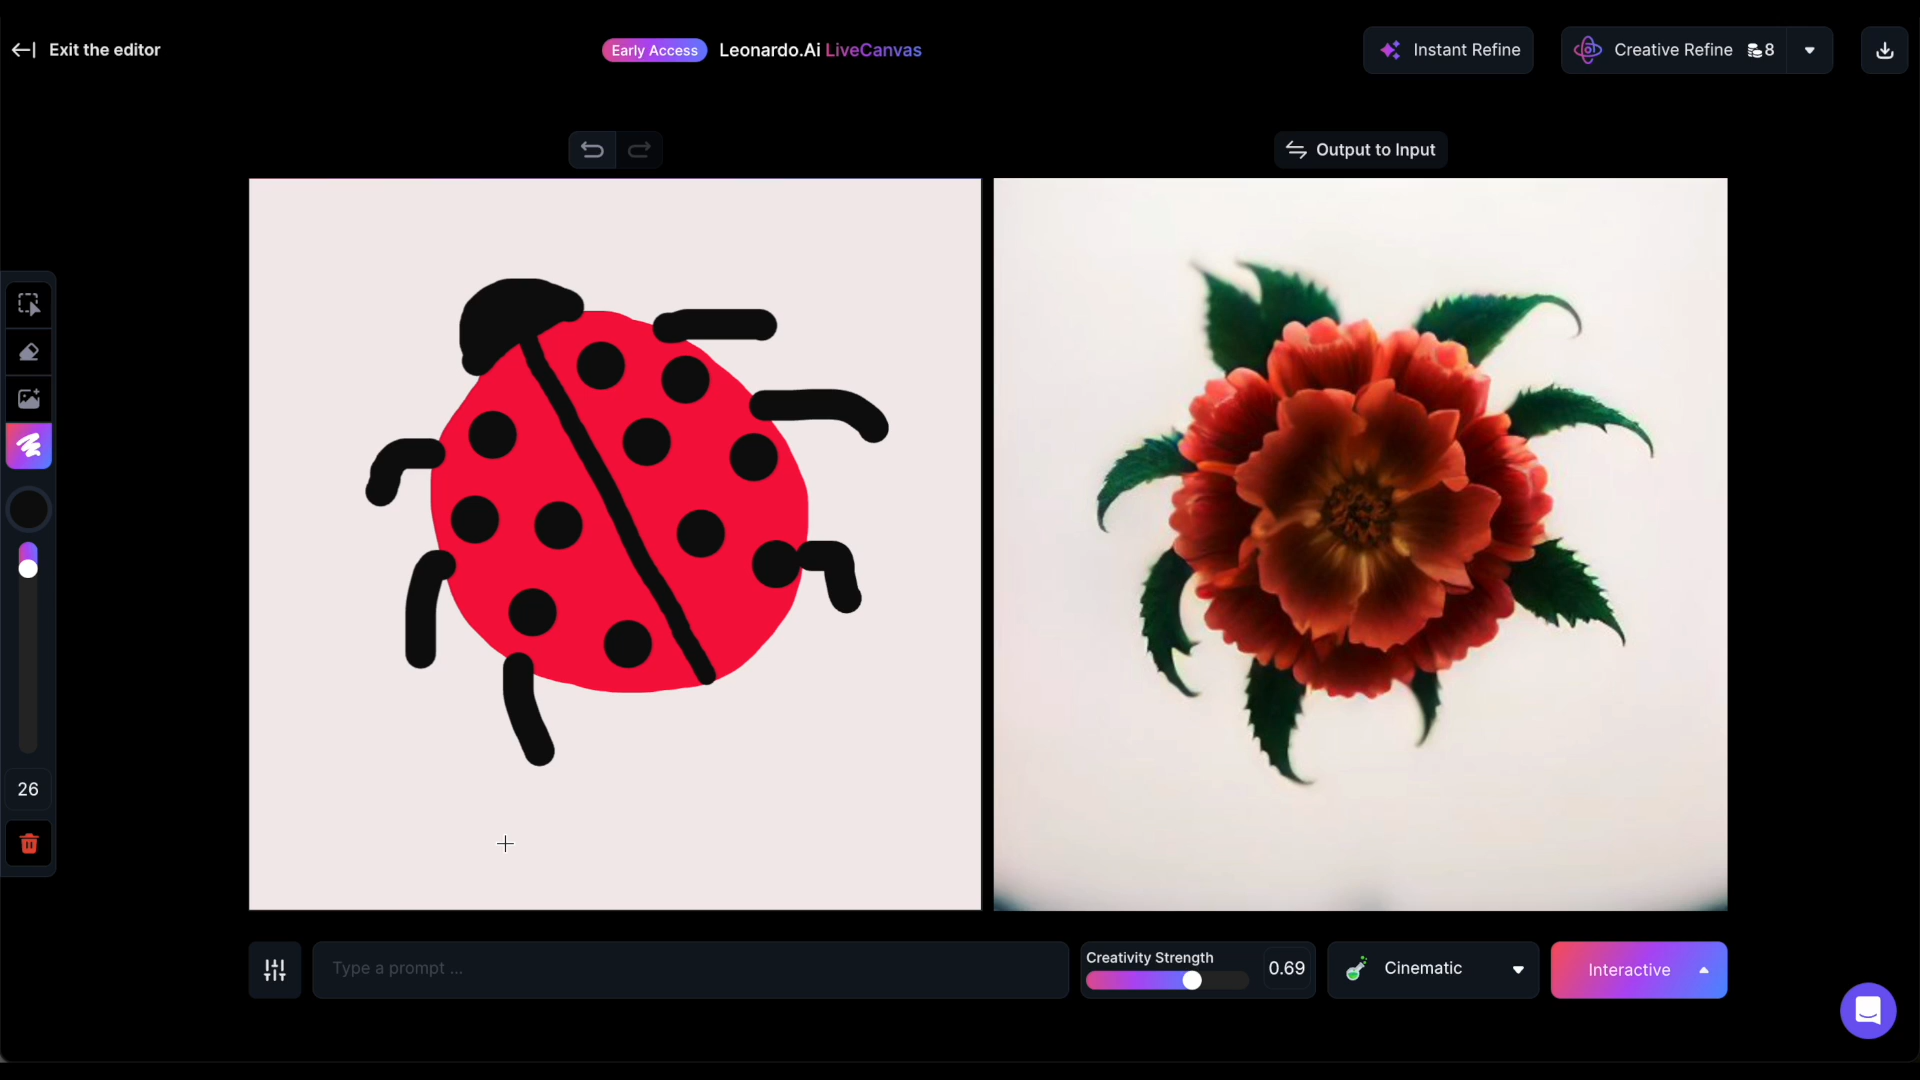 Exit the editor
Early Access Leonardo.Ai LiveCanvas
Instant Refine
Creative Refine 8
Output to Input
26
Type a prompt ...
Creativity Strength
0.69
Cinematic
Interactive